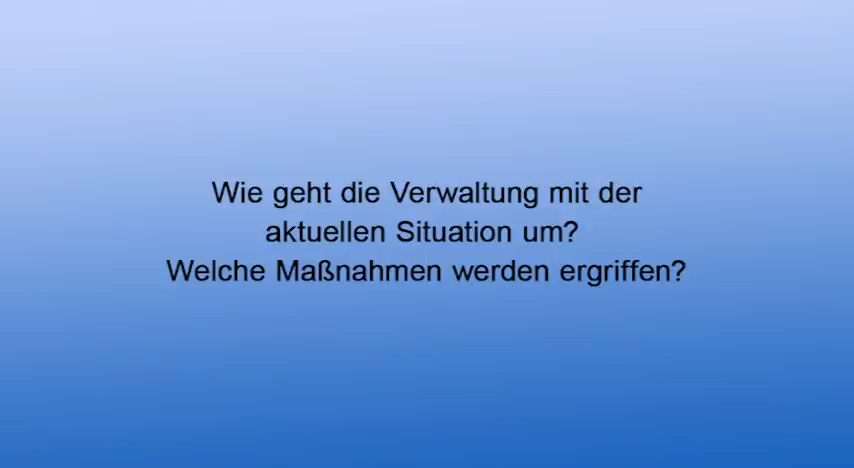 Wie geht die Verwaltung mit der
aktuellen Situation um?
Welche Maßnahmen werden ergriffen?